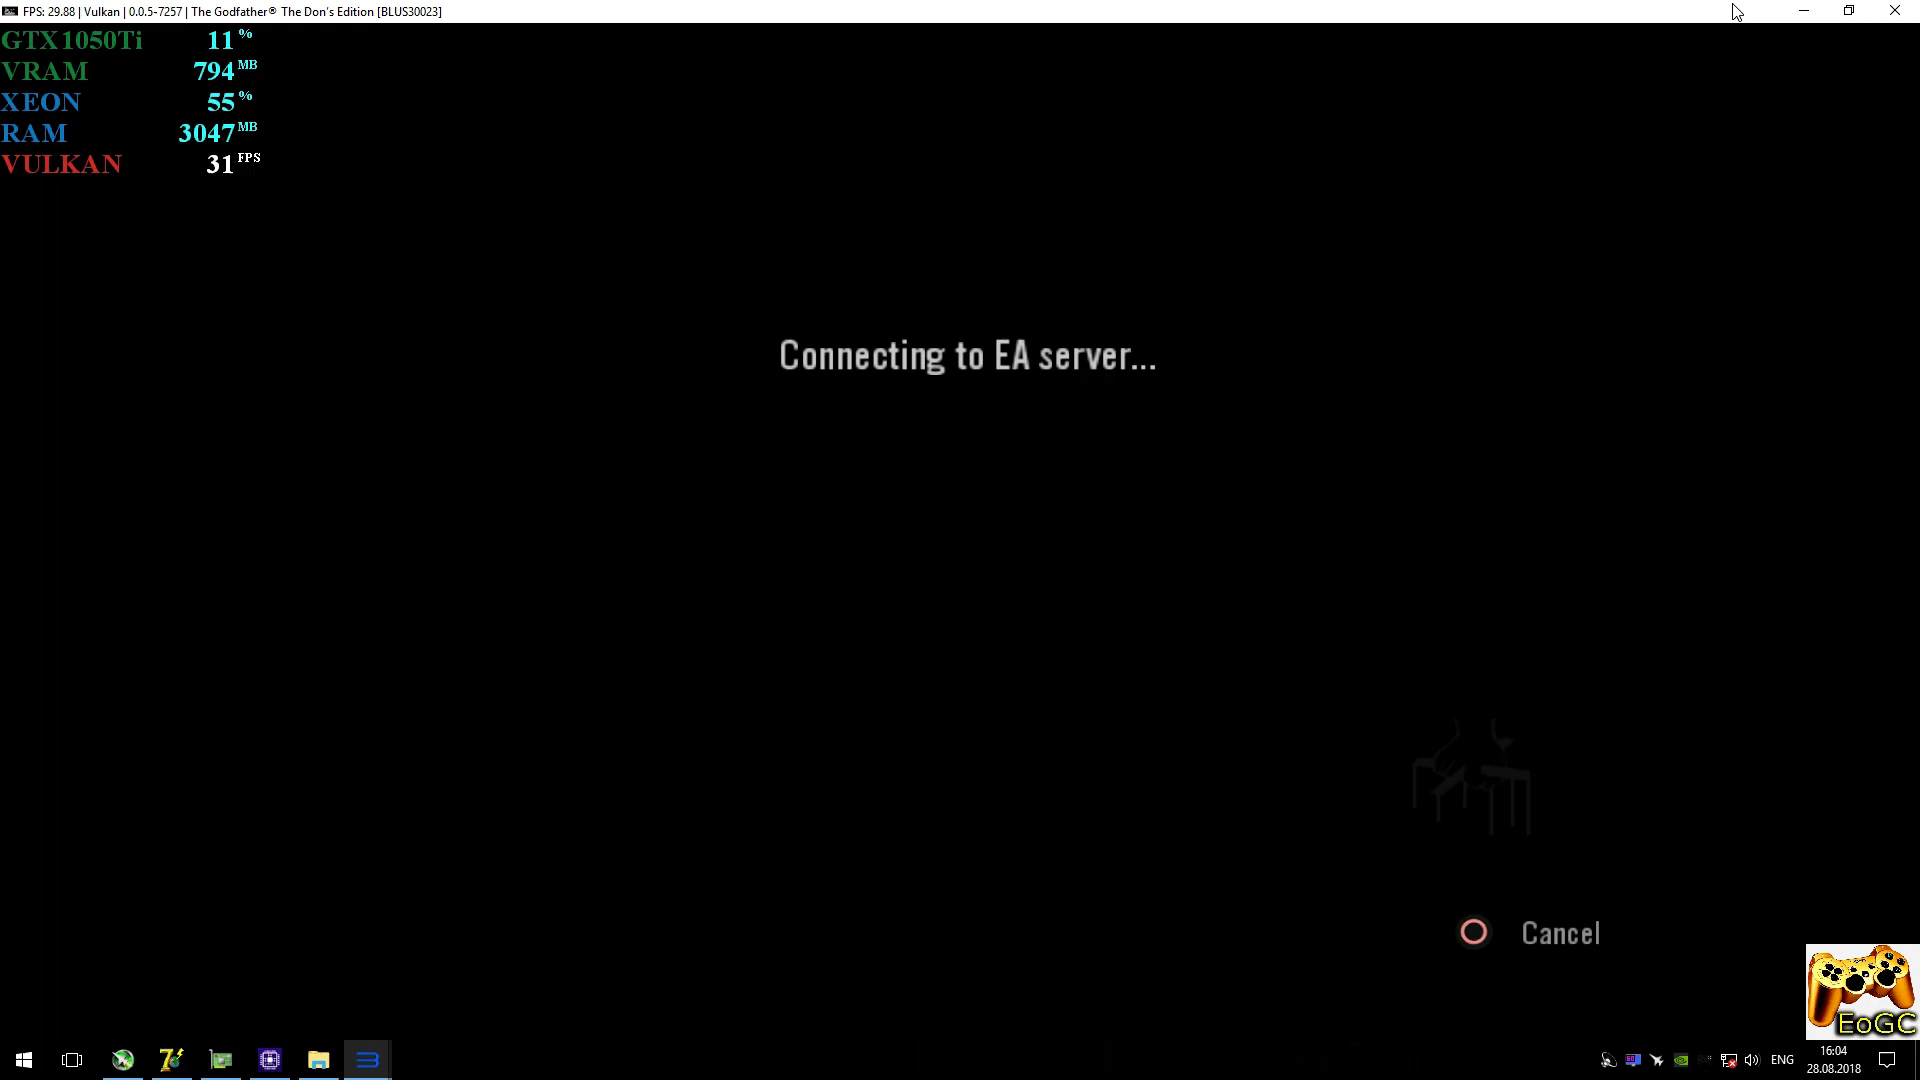 FPS: 29.88 | Vulkan | 0.0.5-7257 | The Godfather® The Don's Edition [BLUS30023]
GTX1050Ti 11 %
VRAM 794 MB
XEON 55 %
RAM 3047 MB
VULKAN 31 FPS
Connecting to EA server...
Cancel
EoGC
ENG
16:04
28.08.2018